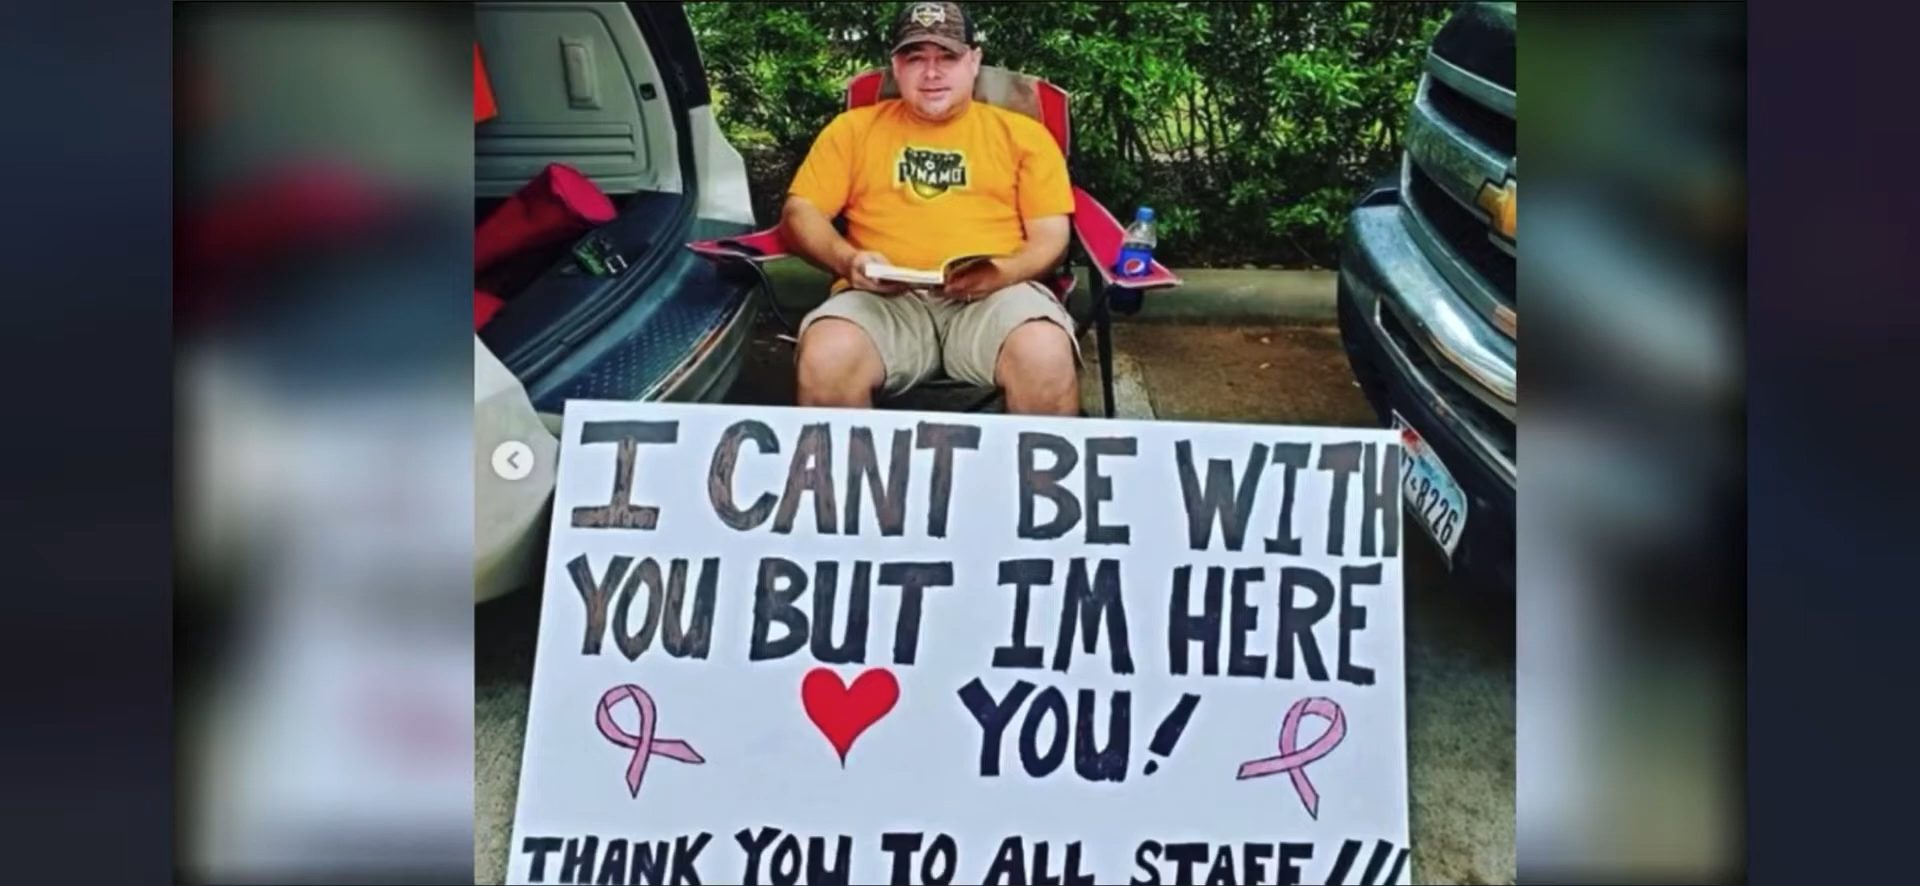 DYNAMO
I CANT BE WITH
YOU BUT IM HERE
YOU!
THANK YOU TO ALL STAFF!!!